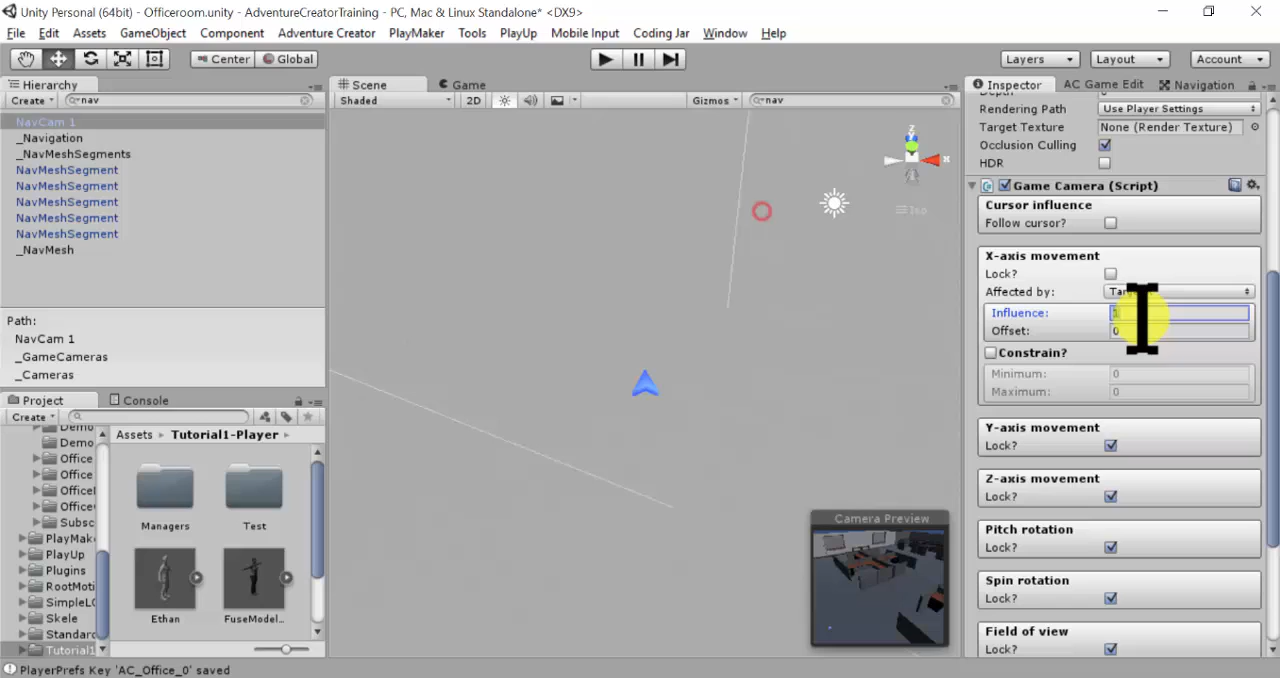 Unity Personal (64bit) - Officeroom.unity - AdventureCreatorTraining - PC, Mac & Linux Standalone* <DX9>
File Edit Assets GameObject Component Adventure Creator PlayMaker Tools PlayUp Mobile Input Coding Jar Window Help
Center Global Layers Layout Account
Hierarchy
Create nav
NavCam 1
_Navigation
_NavMeshSegments
NavMeshSegment
NavMeshSegment
NavMeshSegment
NavMeshSegment
NavMeshSegment
_NavMesh
Path:
NavCam 1
_GameCameras
_Cameras
Project Console
Create
Demo
Demo
Office
Office
Office
Subsc
PlayMak
PlayUp
Plugins
RootMoti
SimpleLO
Skele
Standard
Tutorial1
Assets Tutorial1-Player
Managers Test
Ethan FuseModel...
Scene Game
Shaded 2D Gizmos nav
z
x
Iso
Camera Preview
Inspector AC Game Edit Navigation
Depth 0
Rendering Path Use Player Settings
Target Texture None (Render Texture)
Occlusion Culling
HDR
Game Camera (Script)
Cursor influence
Follow cursor?
X-axis movement
Lock?
Affected by:
Influence: 1
Offset: 0
Constrain?
Minimum: 0
Maximum: 0
Y-axis movement
Lock?
Z-axis movement
Lock?
Pitch rotation
Lock?
Spin rotation
Lock?
Field of view
Lock?
PlayerPrefs Key 'AC_Office_0' saved